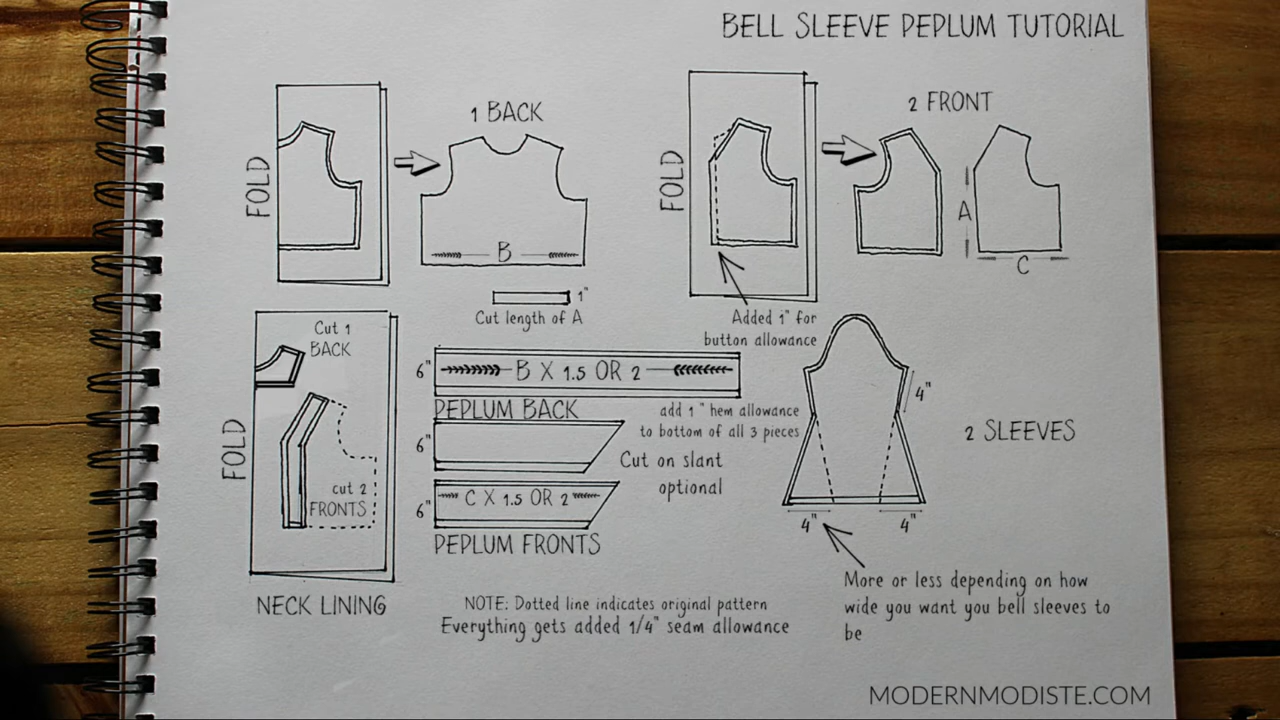 BELL SLEEVE PEPLUM TUTORIAL
FOLD
1 BACK
B
1"
Cut length of A
FOLD
2 FRONT
A
C
Added 1" for
button allowance
FOLD
Cut 1
BACK
cut 2
FRONTS
NECK LINING
6"
B X 1.5 OR 2
PEPLUM BACK
add 1" hem allowance
to bottom of all 3 pieces
6"
Cut on slant
optional
6"
C X 1.5 OR 2
PEPLUM FRONTS
4"
2 SLEEVES
4"
4"
More or less depending on how
wide you want you bell sleeves to
be
NOTE: Dotted line indicates original pattern
Everything gets added 1/4" seam allowance
MODERNMODISTE.COM